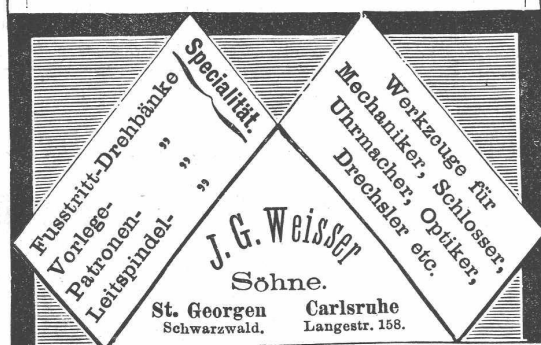 Specialität.
Fusstritt-Drehbänke
Vorlege- „
Patronen- „
Leitspindel- „
Werkzeuge für
Mechaniker, Schlosser,
Uhrmacher, Optiker,
Drechsler etc.
J. G. Weisser
Söhne.
St. Georgen
Schwarzwald.
Carlsruhe
Langestr. 158.